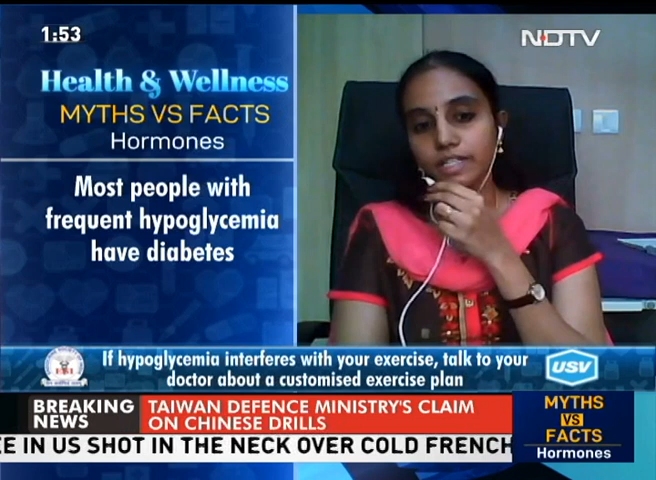 1:53
NDTV
Health & Wellness
MYTHS VS FACTS
Hormones
Most people with
frequent hypoglycemia
have diabetes
If hypoglycemia interferes with your exercise, talk to your
doctor about a customised exercise plan
USV
BREAKING
NEWS
TAIWAN DEFENCE MINISTRY'S CLAIM
ON CHINESE DRILLS
MYTHS
VS
FACTS
Hormones
EE IN US SHOT IN THE NECK OVER COLD FRENCH